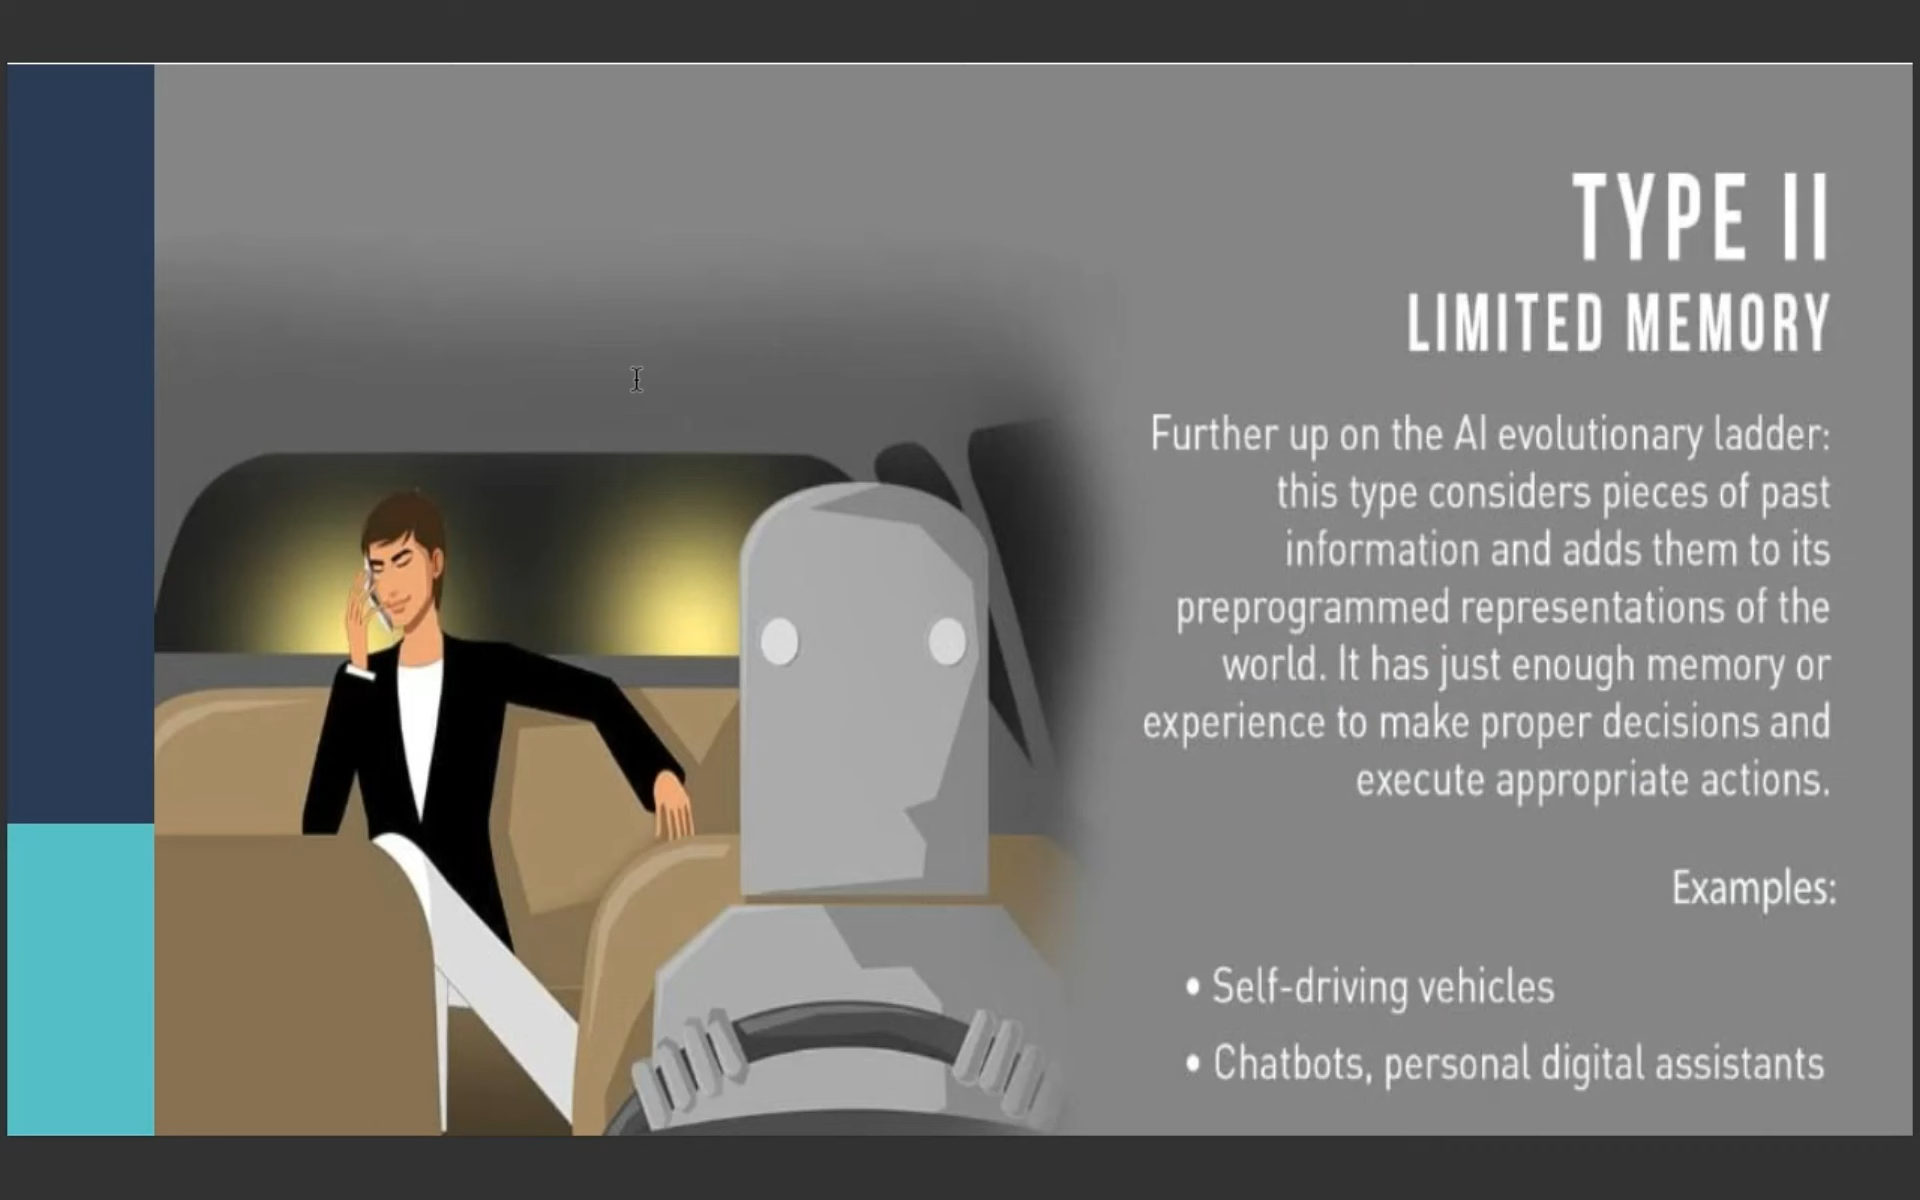 TYPE II
LIMITED MEMORY
Further up on the AI evolutionary ladder:
this type considers pieces of past
information and adds them to its
preprogrammed representations of the
world. It has just enough memory or
experience to make proper decisions and
execute appropriate actions.
Examples:
• Self-driving vehicles
• Chatbots, personal digital assistants